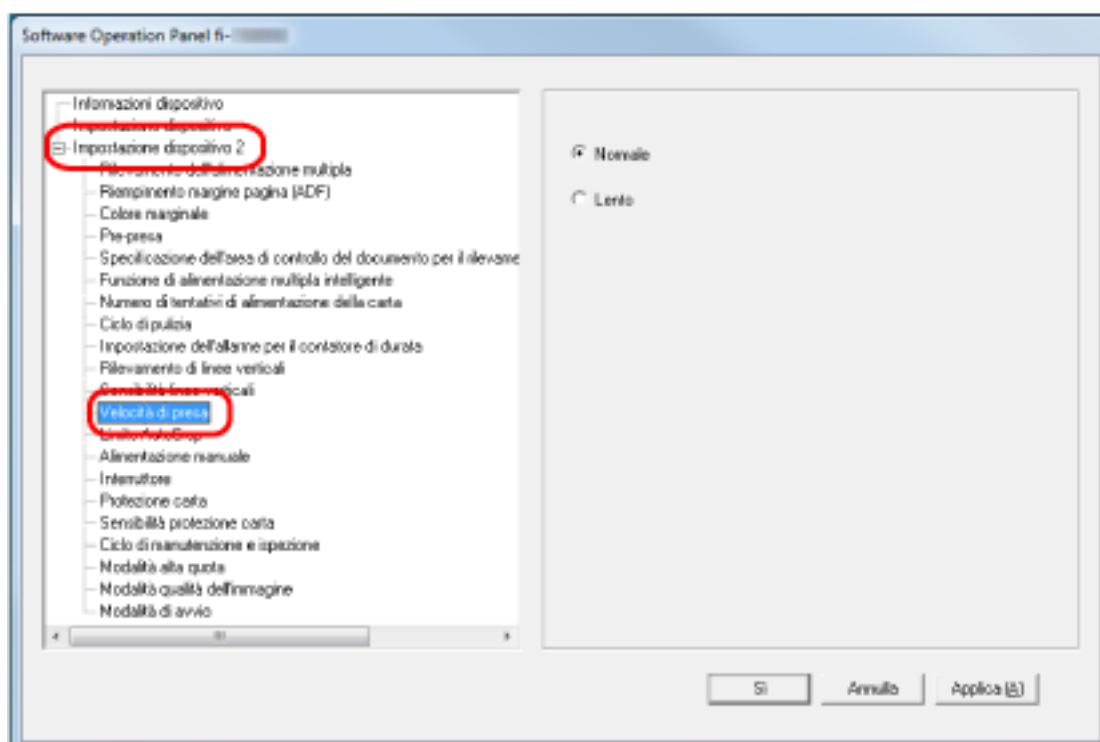 Software Operation Panel fi-
Informazioni dispositivo
Impostazione dispositivo
Impostazione dispositivo 2
Rilevamento dell'alimentazione multipla
Riempimento margine pagina (ADF)
Colore marginale
Pre-presa
Specificazione dell'area di controllo del documento per il rilevame
Funzione di alimentazione multipla intelligente
Numero di tentativi di alimentazione della carta
Ciclo di pulizia
Impostazione dell'allarme per il contatore di durata
Rilevamento di linee verticali
Sensibilità linee verticali
Velocità di presa
Limite AutoCrop
Alimentazione manuale
Interruttore
Protezione carta
Sensibilità protezione carta
Ciclo di manutenzione e ispezione
Modalità alta quota
Modalità qualità dell'immagine
Modalità di avvio
Normale
Lento
Sì
Annulla
Applica (A)